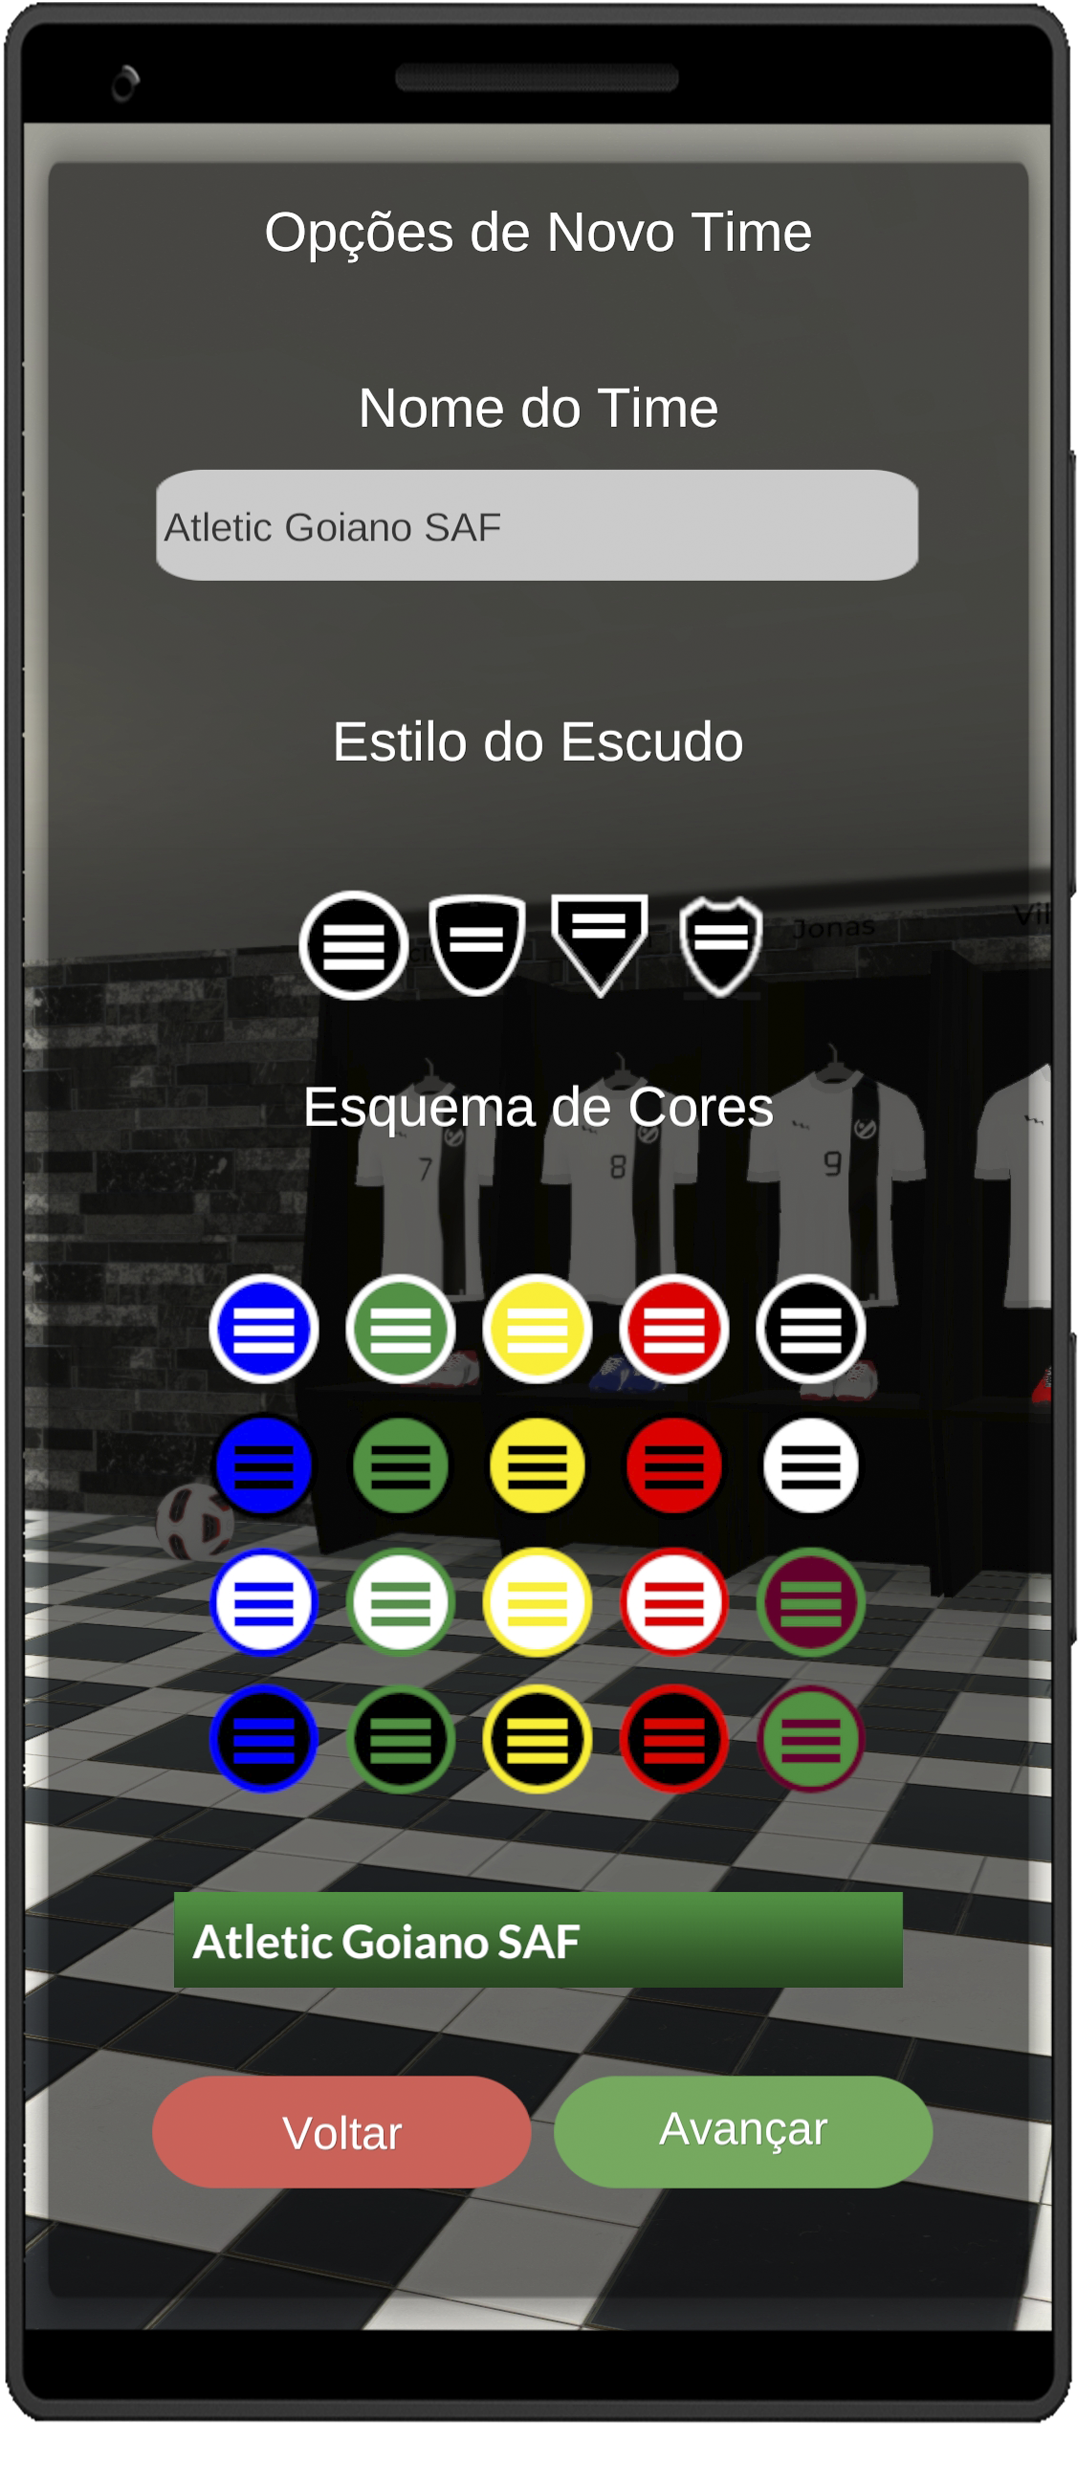 Opções de Novo Time
Nome do Time
Atletic Goiano SAF
Estilo do Escudo
Jonas
Esquema de Cores
7 8 9
Atletic Goiano SAF
Voltar Avançar